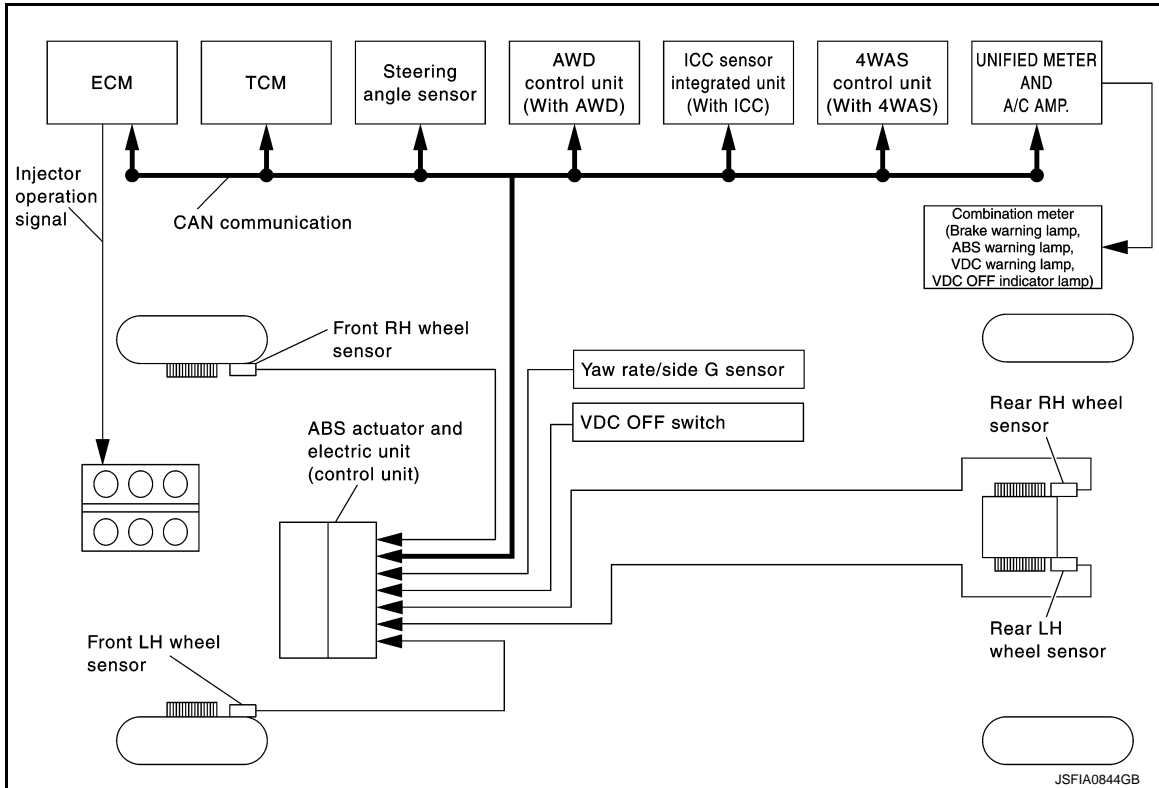 ECM
TCM
Steering
angle sensor
AWD
control unit
(With AWD)
ICC sensor
integrated unit
(With ICC)
4WAS
control unit
(With 4WAS)
UNIFIED METER
AND
A/C AMP.
Injector
operation
signal
CAN communication
Combination meter
(Brake warning lamp,
ABS warning lamp,
VDC warning lamp,
VDC OFF indicator lamp)
Front RH wheel
sensor
Yaw rate/side G sensor
VDC OFF switch
Rear RH wheel
sensor
ABS actuator and
electric unit
(control unit)
Front LH wheel
sensor
Rear LH
wheel sensor
JSFIA0844GB